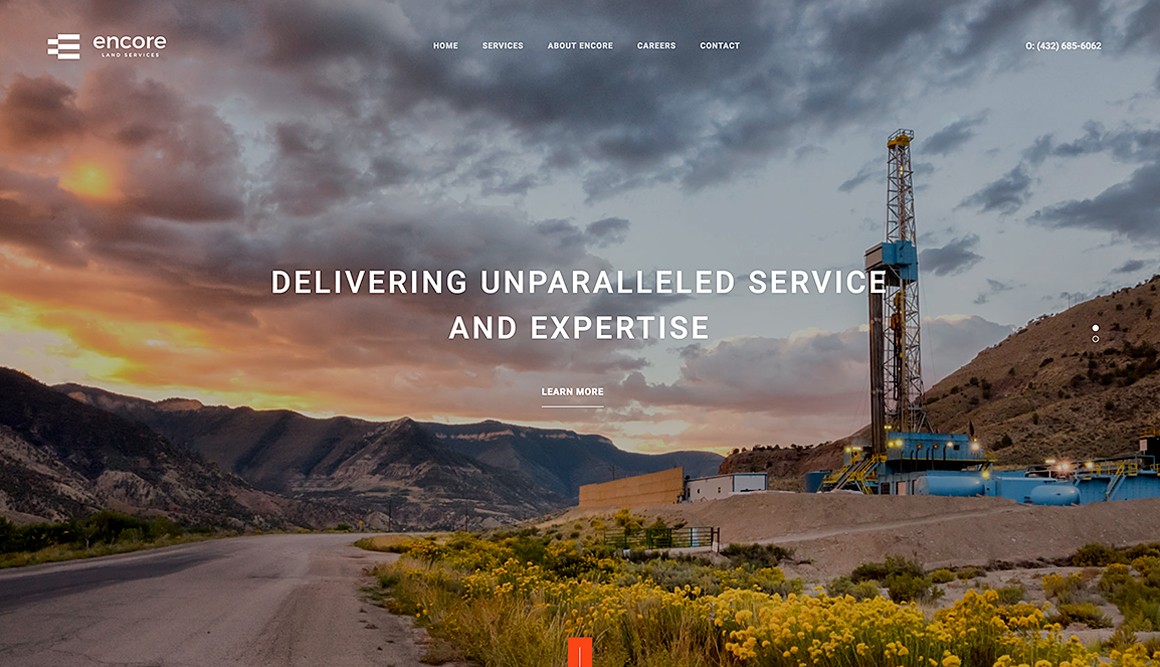 encore
LAND SERVICES
HOME
SERVICES
ABOUT ENCORE
CAREERS
CONTACT
O: (432) 685-6062
DELIVERING UNPARALLELED SERVICE
AND EXPERTISE
LEARN MORE